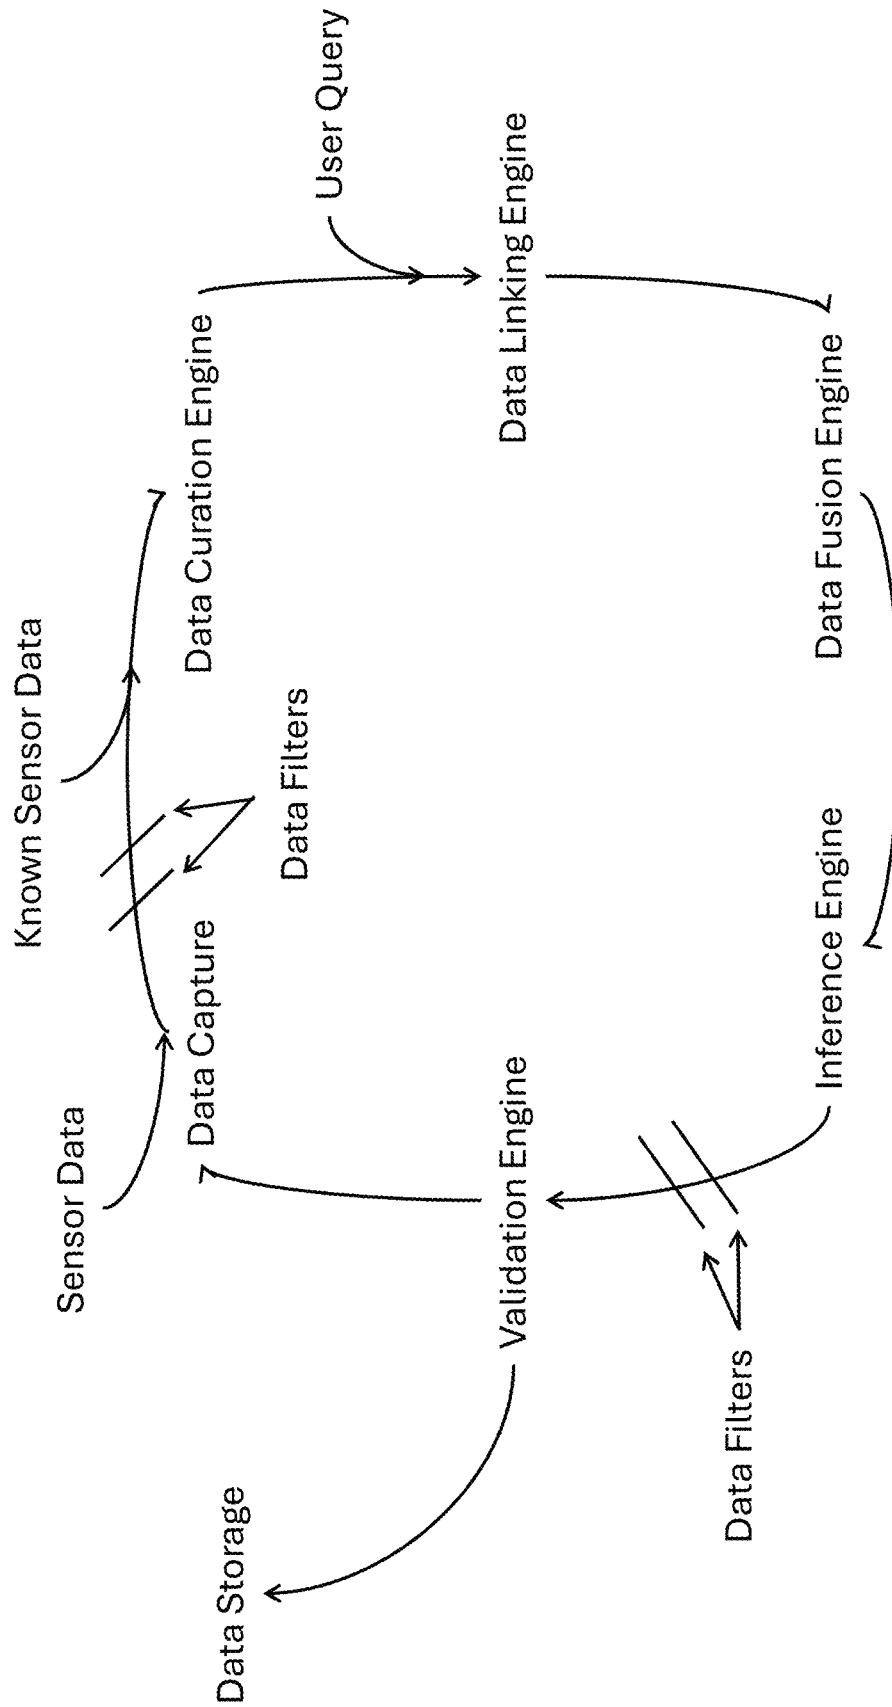 Known Sensor Data
Sensor Data
Data Capture
Data Curation Engine
Data Storage
Data Filters
User Query
Validation Engine
Data Linking Engine
Data Filters
Inference Engine
Data Fusion Engine